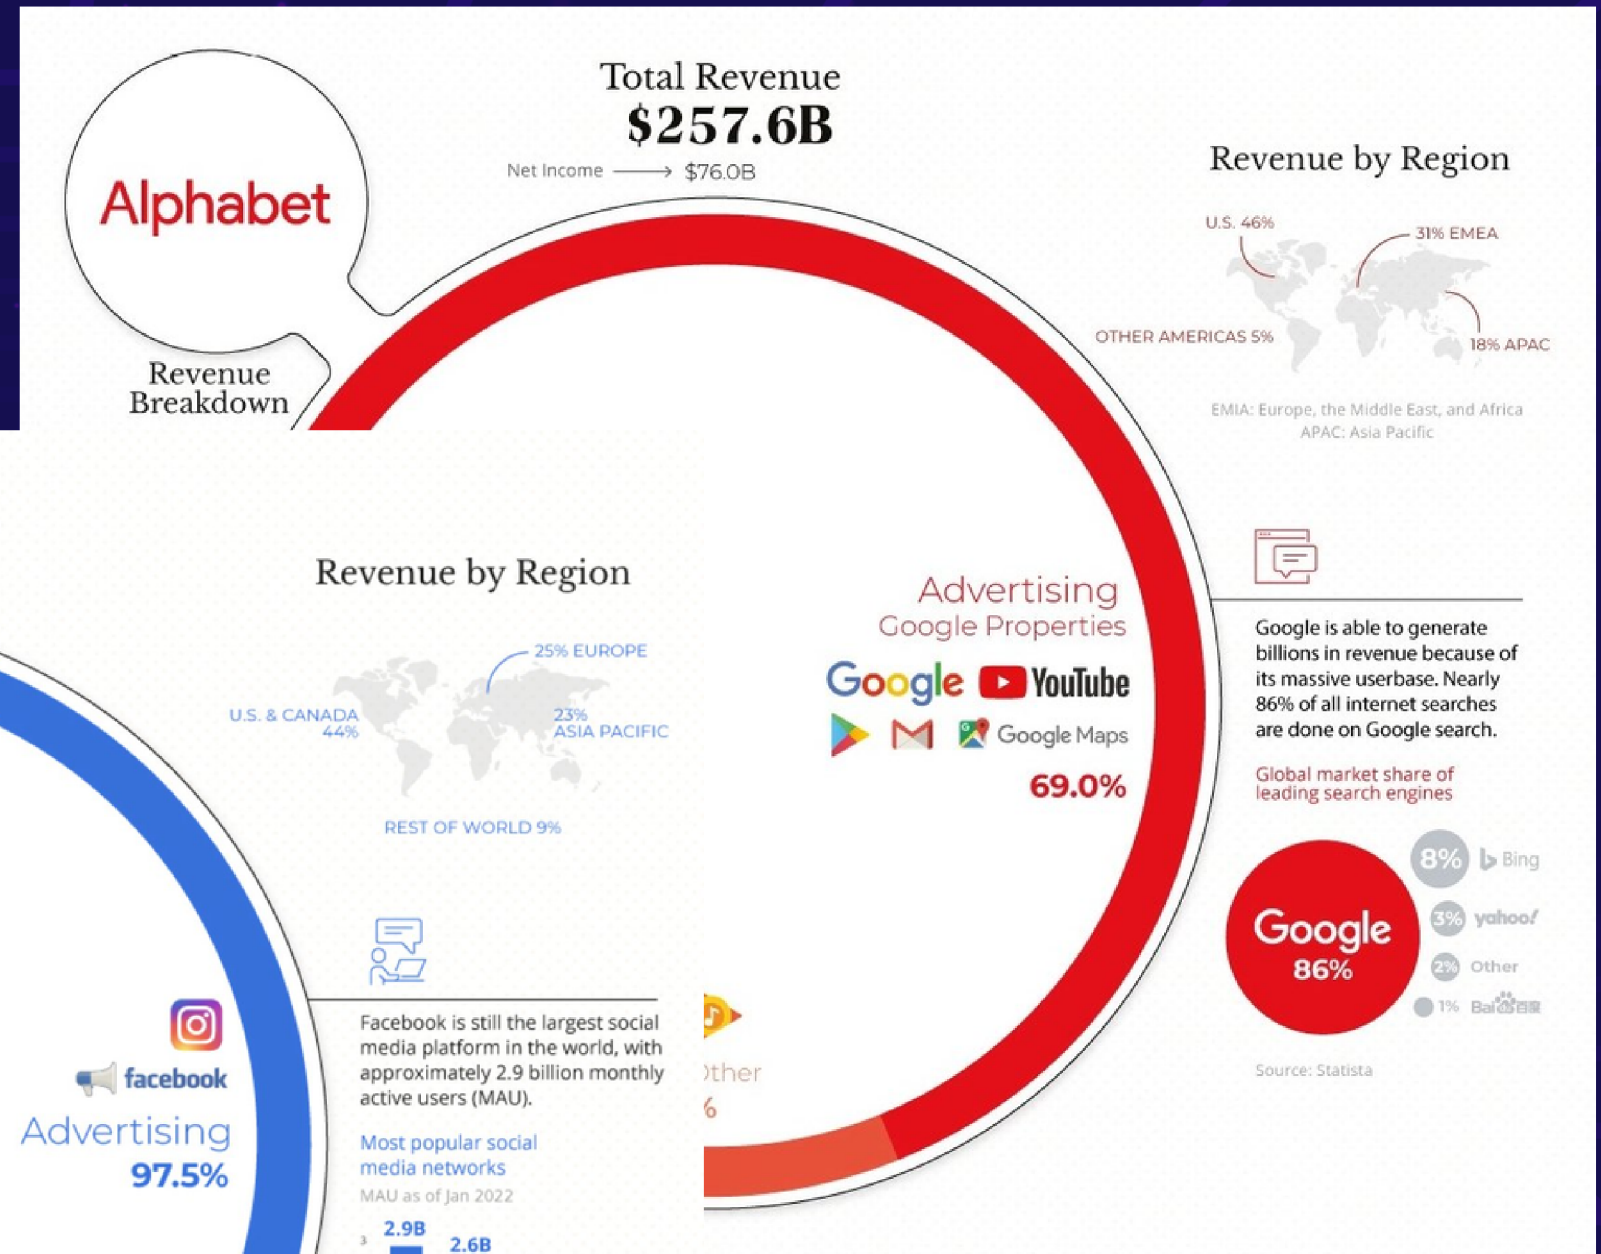 Alphabet
Total Revenue
$257.6B
Net Income
$76.0B
Revenue
Breakdown
Revenue by Region
U.S. 46%
31% EMEA
OTHER AMERICAS 5%
18% APAC
EMIA: Europe, the Middle East, and Africa
APAC: Asia Pacific
Advertising
Google Properties
Google
YouTube
Google Maps
69.0%
Google is able to generate
billions in revenue because of
its massive userbase. Nearly
86% of all internet searches
are done on Google search.
Global market share of
leading search engines
Google
86%
8% Bing
3% yahoo!
2% Other
1% Bai百度
Source: Statista
Other
%
Revenue by Region
25% EUROPE
U.S. & CANADA
44%
23%
ASIA PACIFIC
REST OF WORLD 9%
facebook
Advertising
97.5%
Facebook is still the largest social
media platform in the world, with
approximately 2.9 billion monthly
active users (MAU).
Most popular social
media networks
MAU as of Jan 2022
3
2.9B
2.6B